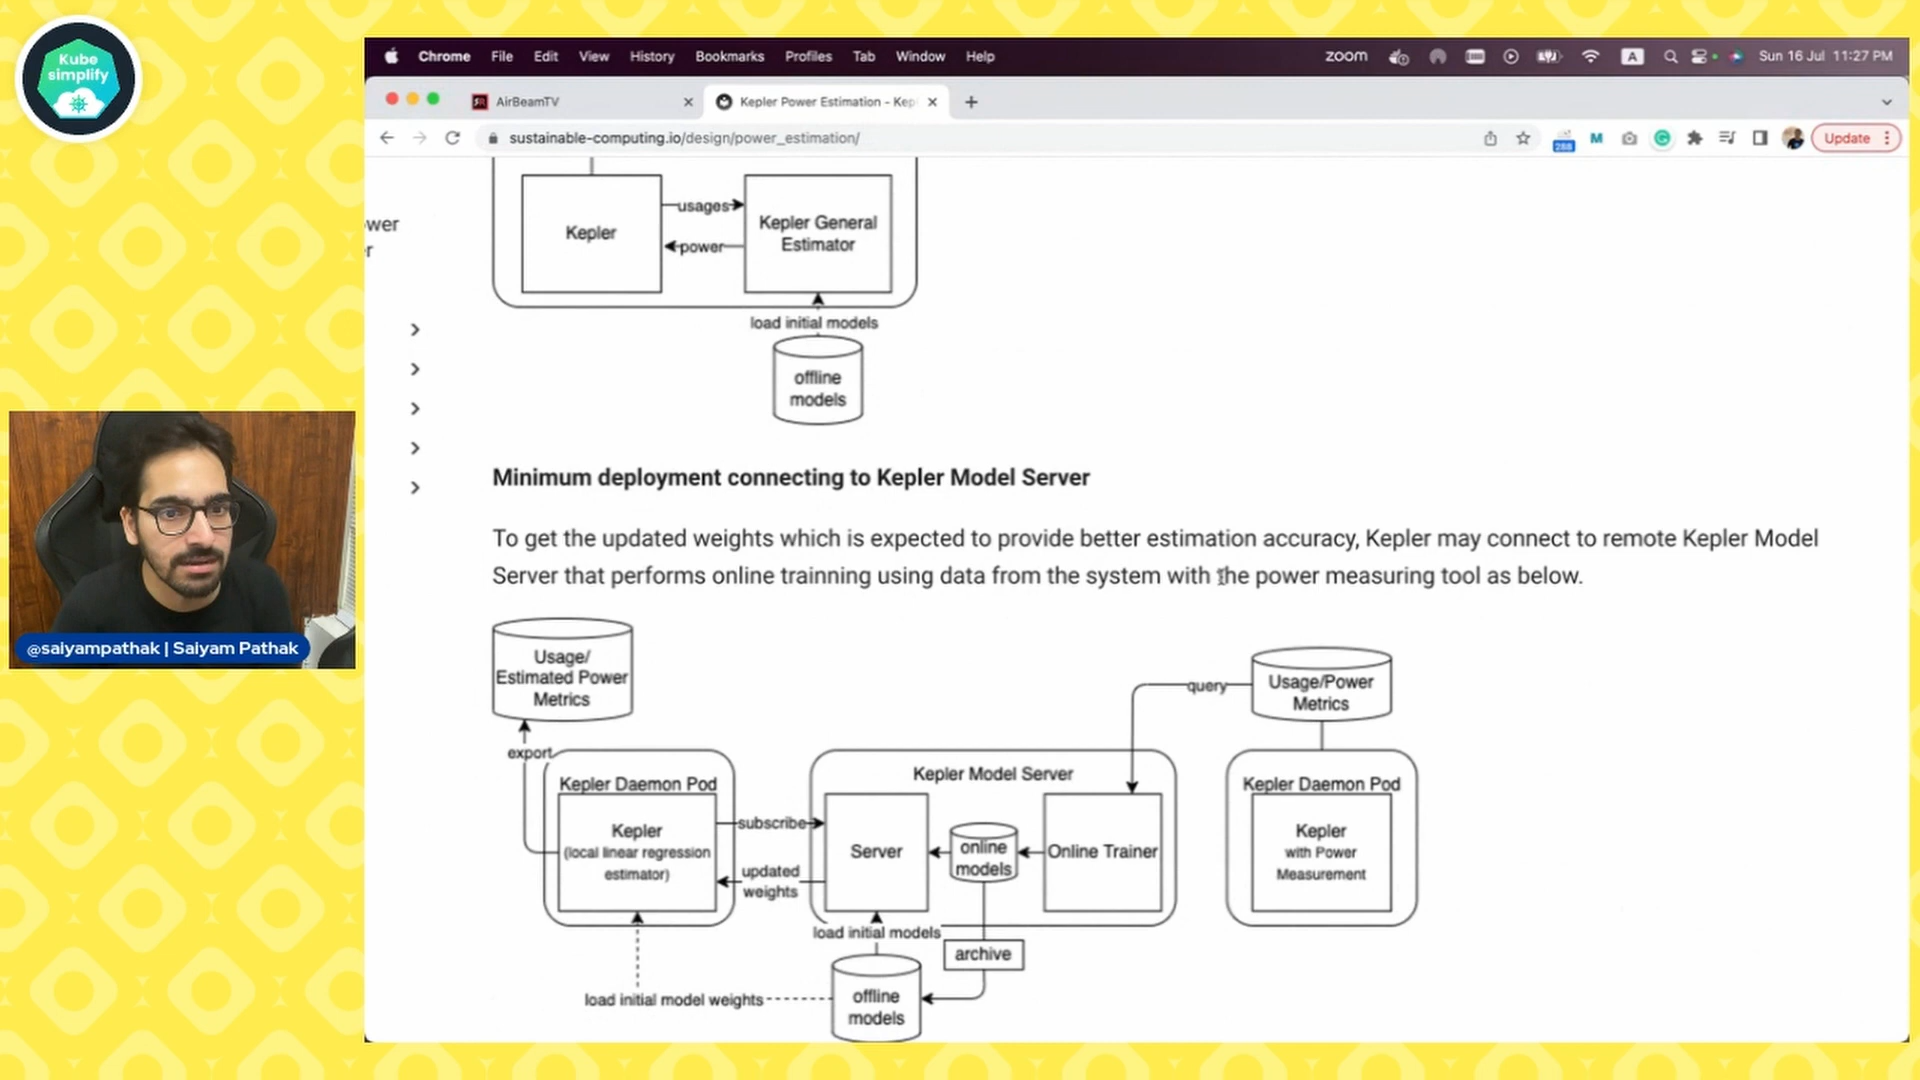 Kube
simplify
Chrome File Edit View History Bookmarks Profiles Tab Window Help
zoom
A
Sun 16 Jul 11:27 PM
AirBeamTV
Kepler Power Estimation - Kep
sustainable-computing.io/design/power_estimation/
288
M
Update
wer
r
Kepler
usages
power
Kepler General
Estimator
load initial models
offline
models
Minimum deployment connecting to Kepler Model Server
To get the updated weights which is expected to provide better estimation accuracy, Kepler may connect to remote Kepler Model
Server that performs online trainning using data from the system with the power measuring tool as below.
Usage/
Estimated Power
Metrics
query
Usage/Power
Metrics
export
Kepler Daemon Pod
Kepler
(local linear regression
estimator)
subscribe
updated
weights
Kepler Model Server
Server
online
models
Online Trainer
Kepler Daemon Pod
Kepler
with Power
Measurement
load initial models
archive
load initial model weights
offline
models
@saiyampathak | Saiyam Pathak